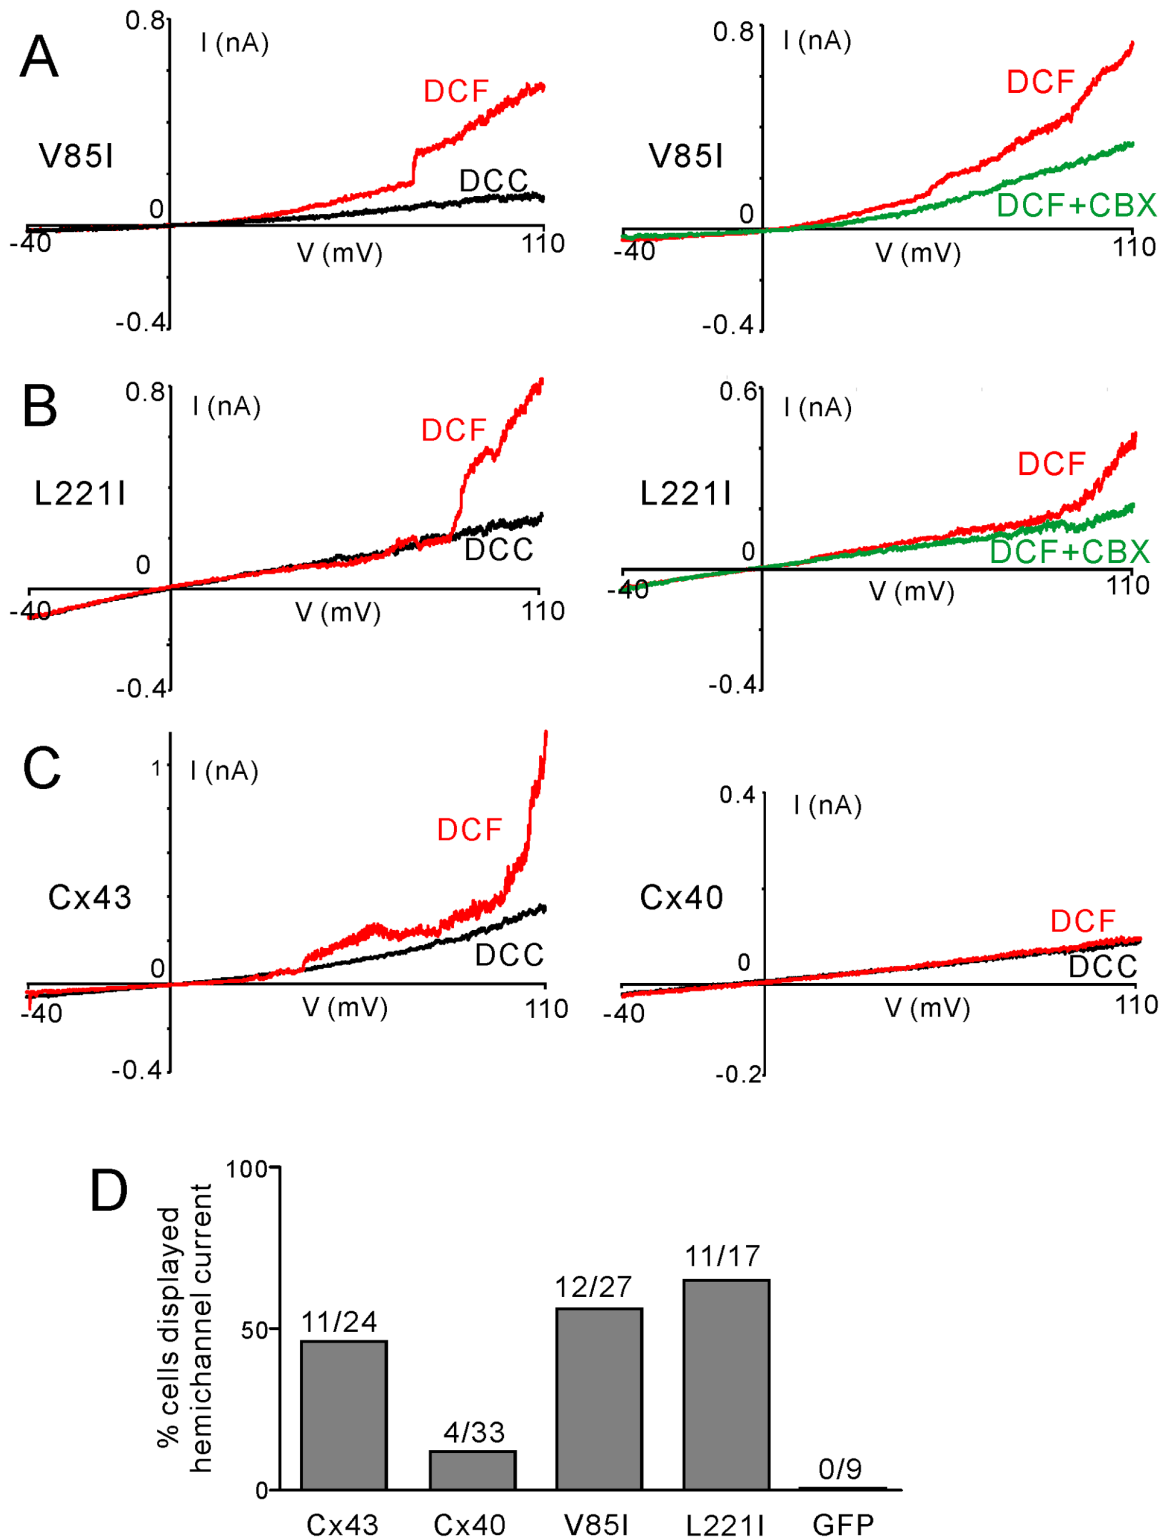 A
0.8
I (nA)
DCF
V85I
DCC
0
-40
V (mV)
110
-0.4
0.8
I (nA)
DCF
V85I
DCF+CBX
0
-40
V (mV)
110
-0.4
B
0.8
I (nA)
DCF
L221I
DCC
0
-40
V (mV)
110
-0.4
0.6
I (nA)
DCF
L221I
DCF+CBX
0
-40
V (mV)
110
-0.4
C
1
I (nA)
DCF
Cx43
DCC
0
-40
V (mV)
110
-0.4
0.4
I (nA)
Cx40
DCF
DCC
0
-40
V (mV)
110
-0.2
D
% cells displayed
hemichannel current
100
50
0
11/24
4/33
12/27
11/17
0/9
Cx43 Cx40 V85I L221I GFP